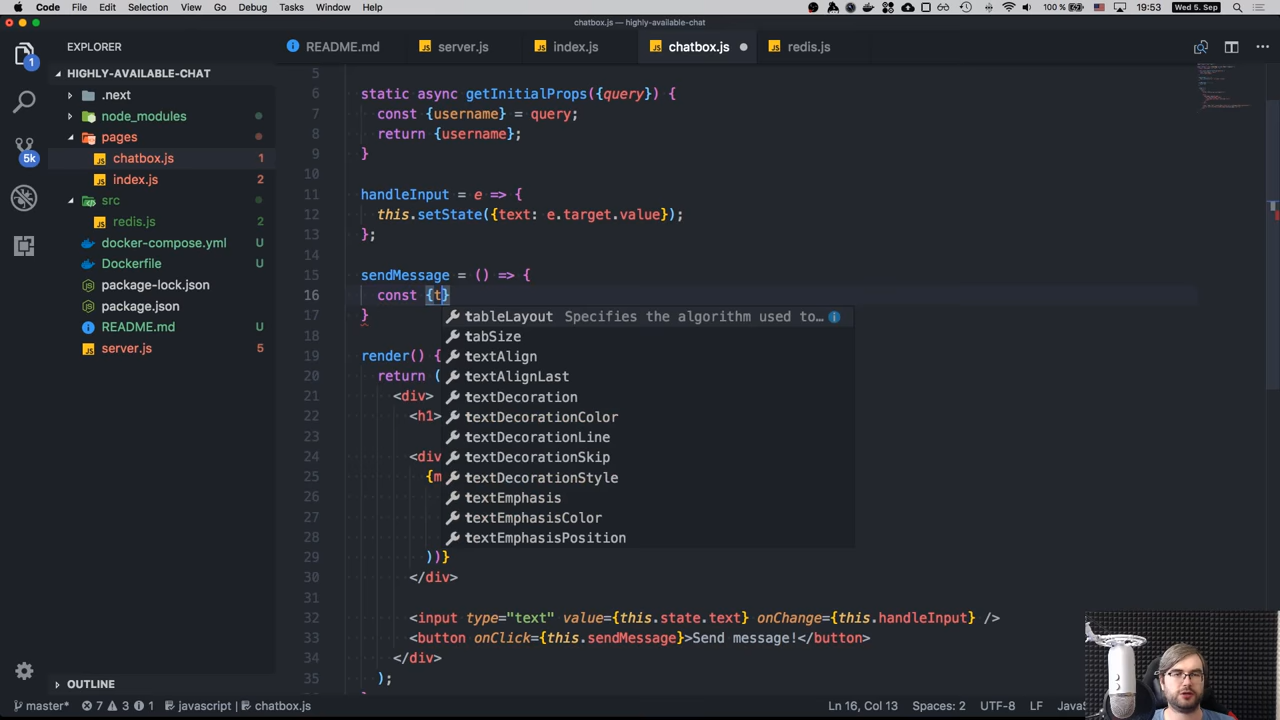 Code File Edit Selection View Go Debug Tasks Window Help 100 % 19:53 Wed 5. Sep
chatbox.js — highly-available-chat
EXPLORER
README.md
server.js
index.js
chatbox.js
redis.js
HIGHLY-AVAILABLE-CHAT
.next
node_modules
pages
chatbox.js 1
index.js 2
src
redis.js 2
docker-compose.yml U
Dockerfile U
package-lock.json
package.json
README.md U
server.js 5
OUTLINE
1
5k
5
6 static async getInitialProps({query}) {
7 const {username} = query;
8 return {username};
9 }
10
11 handleInput = e => {
12 this.setState({text: e.target.value});
13 };
14
15 sendMessage = () => {
16 const {t}
17 }
18
19 render() {
20 return (
21 <div>
22 <h1>
23
24 <div
25 {m
26
27
28
29 ))}
30 </div>
31
32 <input type="text" value={this.state.text} onChange={this.handleInput} />
33 <button onClick={this.sendMessage}>Send message!</button>
34 </div>
35 );
tableLayout Specifies the algorithm used to…
tabSize
textAlign
textAlignLast
textDecoration
textDecorationColor
textDecorationLine
textDecorationSkip
textDecorationStyle
textEmphasis
textEmphasisColor
textEmphasisPosition
master* 7 3 1 javascript chatbox.js Ln 16, Col 13 Spaces: 2 UTF-8 LF JavaScript